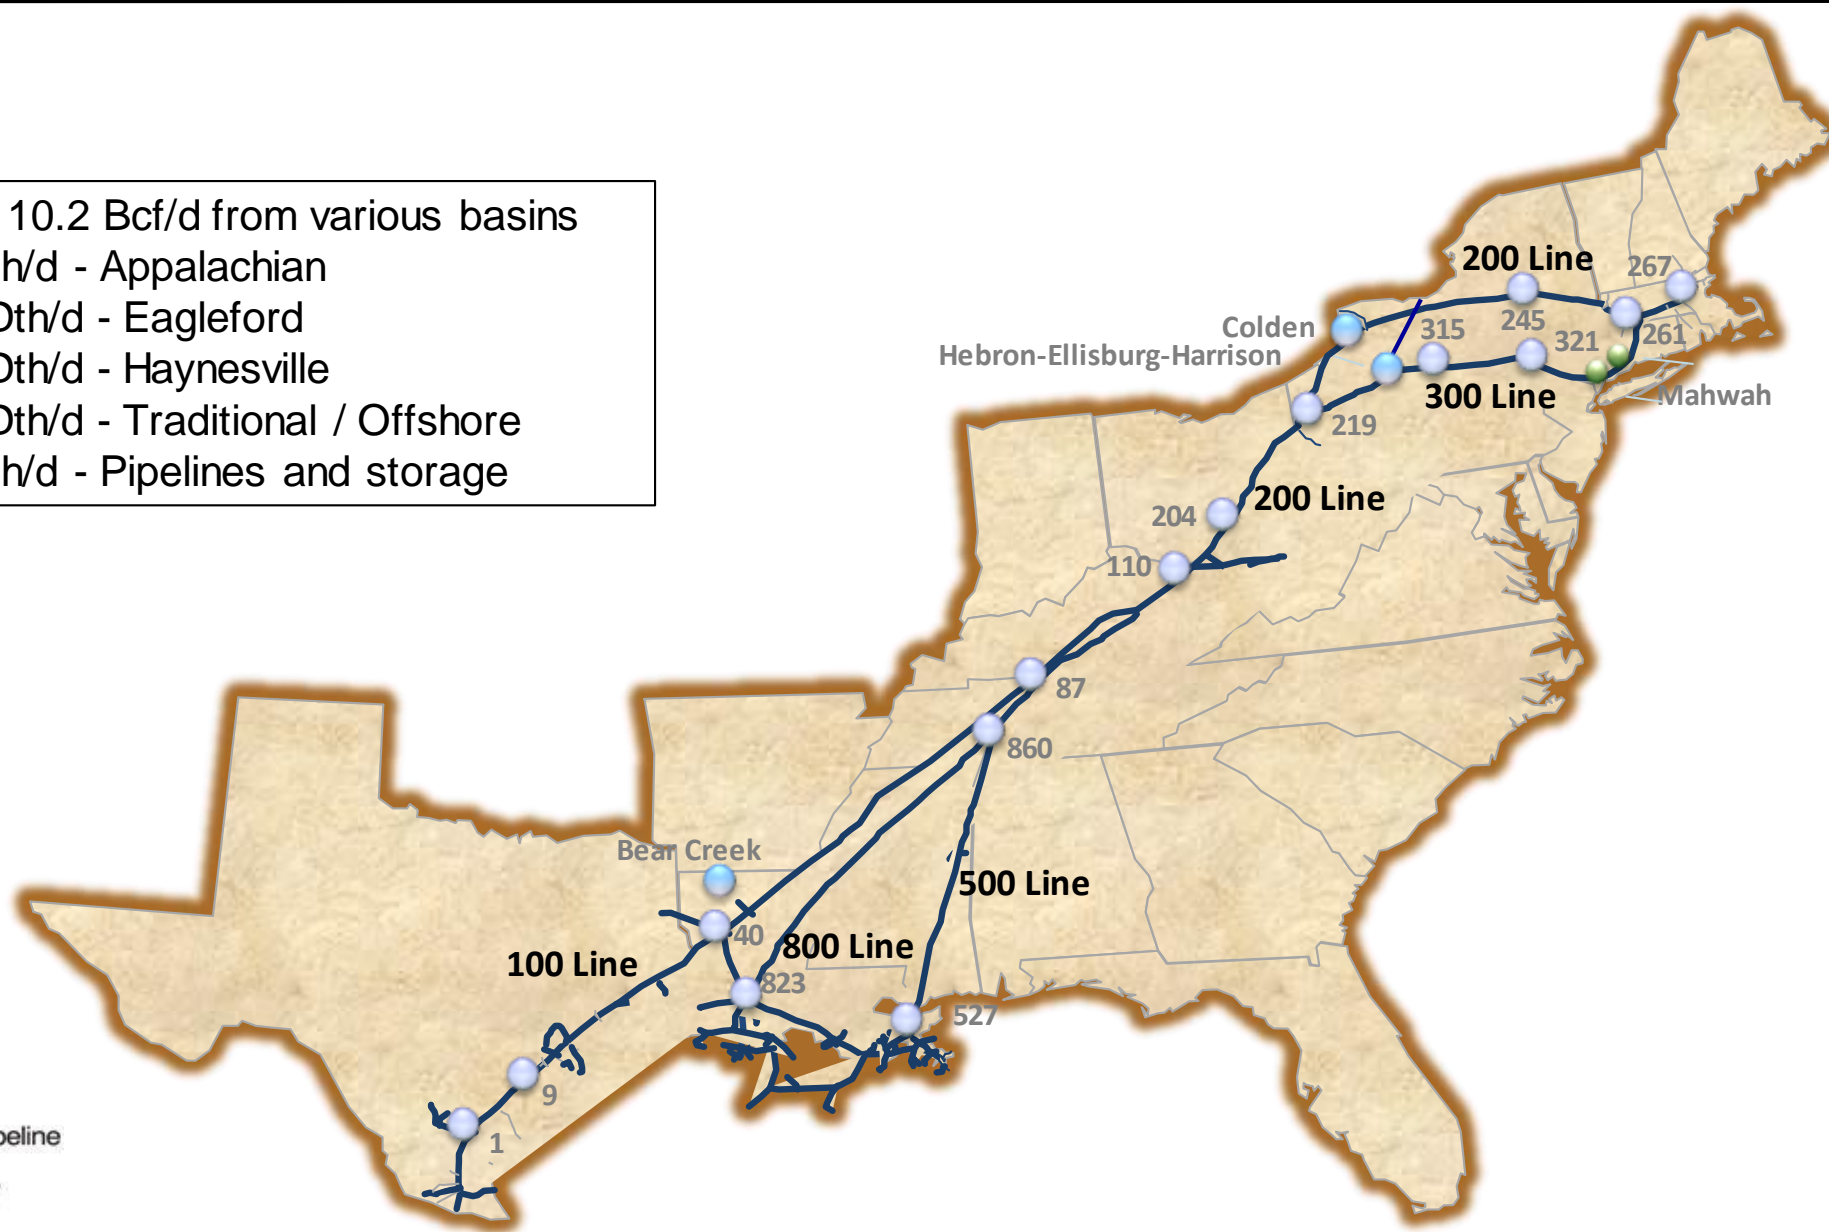 10.2 Bcf/d from various basins
h/d - Appalachian
Dth/d - Eagleford
Dth/d - Haynesville
Dth/d - Traditional / Offshore
h/d - Pipelines and storage
200 Line
267
Colden
315
245
321
261
Hebron-Ellisburg-Harrison
300 Line
Mahwah
219
200 Line
204
110
87
860
Bear Creek
500 Line
40
800 Line
100 Line
823
527
9
1
peline